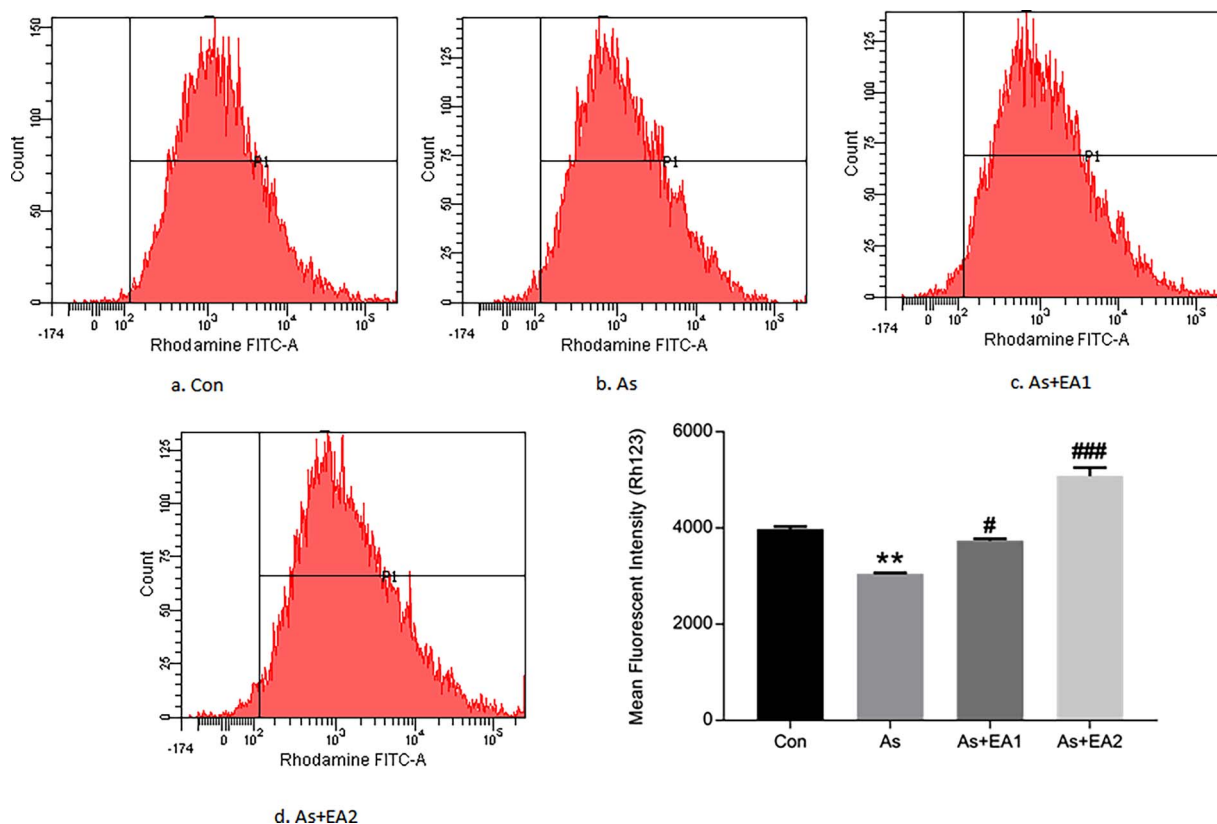 150
100
50
0
Count
P1
-174
0
10²
10³
10⁴
10⁵
Rhodamine FITC-A
a. Con
125
100
75
50
25
0
Count
P1
-174
0
10²
10³
10⁴
10⁵
Rhodamine FITC-A
b. As
125
100
75
50
25
0
Count
P1
-174
0
10²
10³
10⁴
10⁵
Rhodamine FITC-A
c. As+EA1
125
100
75
50
25
0
Count
P1
-174
0
10²
10³
10⁴
10⁵
Rhodamine FITC-A
d. As+EA2
Mean Fluorescent Intensity (Rh123)
6000
4000
2000
0
**
#
###
Con As As+EA1 As+EA2